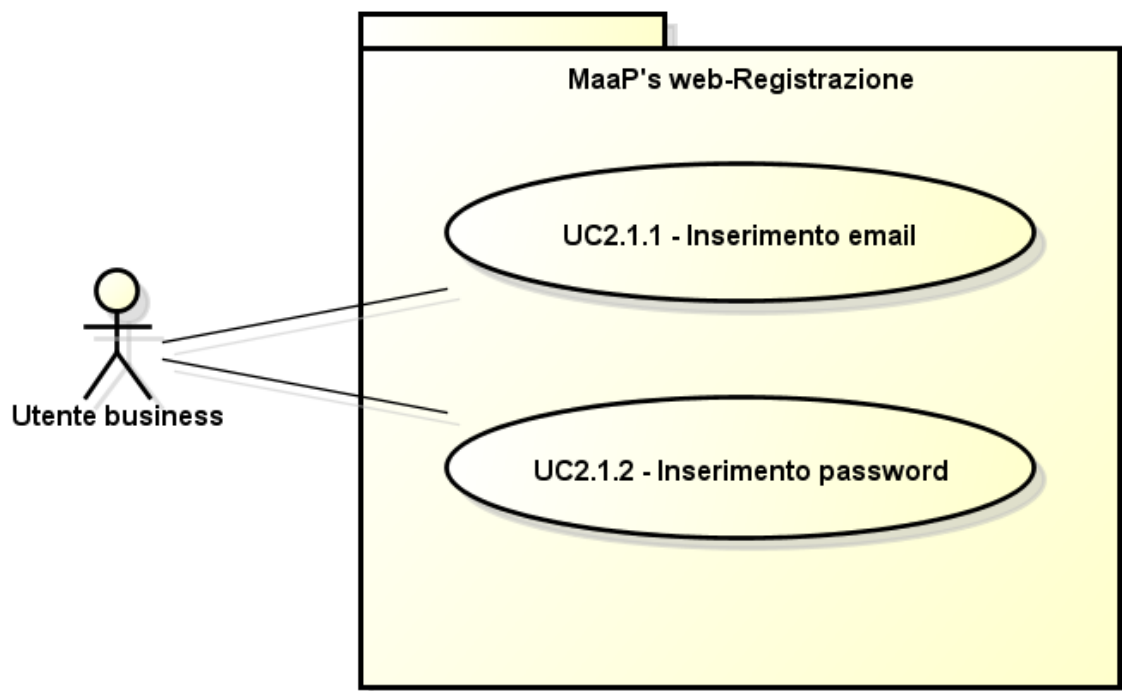 MaaP's web-Registrazione
UC2.1.1 - Inserimento email
Utente business
UC2.1.2 - Inserimento password